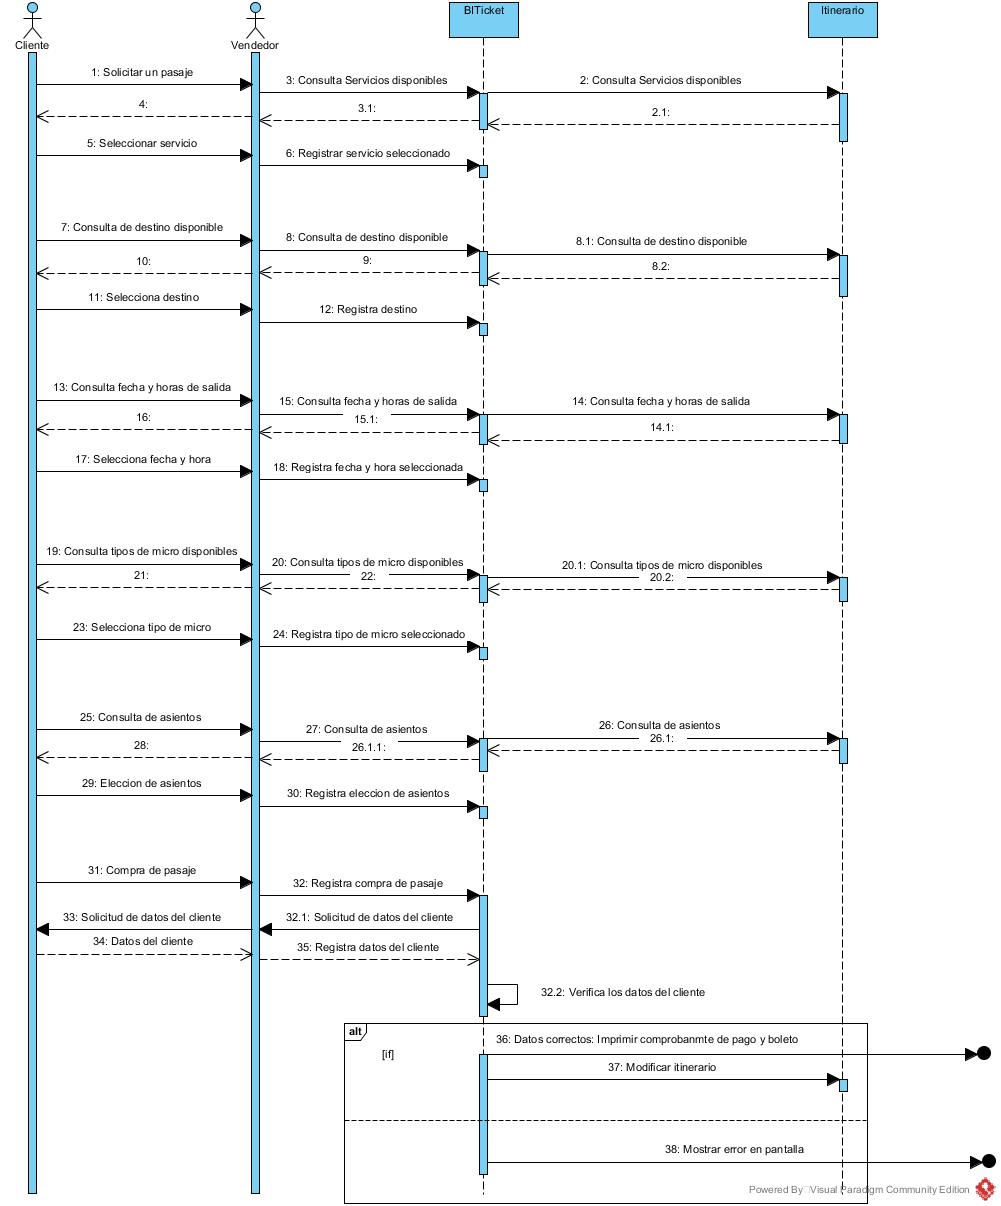 BITicket
Itinerario
Cliente
Vendedor
1: Solicitar un pasaje
3: Consulta Servicios disponibles
2: Consulta Servicios disponibles
4:
3.1:
2.1:
5: Seleccionar servicio
6: Registrar servicio seleccionado
7: Consulta de destino disponible
8: Consulta de destino disponible
8.1: Consulta de destino disponible
10:
9:
8.2:
11: Selecciona destino
12: Registra destino
13: Consulta fecha y horas de salida
15: Consulta fecha y horas de salida
14: Consulta fecha y horas de salida
16:
15.1:
14.1:
17: Selecciona fecha y hora
18: Registra fecha y hora seleccionada
19: Consulta tipos de micro disponibles
20: Consulta tipos de micro disponibles
20.1: Consulta tipos de micro disponibles
21:
22:
20.2:
23: Selecciona tipo de micro
24: Registra tipo de micro seleccionado
25: Consulta de asientos
27: Consulta de asientos
26: Consulta de asientos
28:
26.1.1:
26.1:
29: Eleccion de asientos
30: Registra eleccion de asientos
31: Compra de pasaje
32: Registra compra de pasaje
33: Solicitud de datos del cliente
32.1: Solicitud de datos del cliente
34: Datos del cliente
35: Registra datos del cliente
32.2: Verifica los datos del cliente
alt
36: Datos correctos: Imprimir comprobanmte de pago y boleto
[if]
37: Modificar itinerario
38: Mostrar error en pantalla
Powered By Visual Paradigm Community Edition